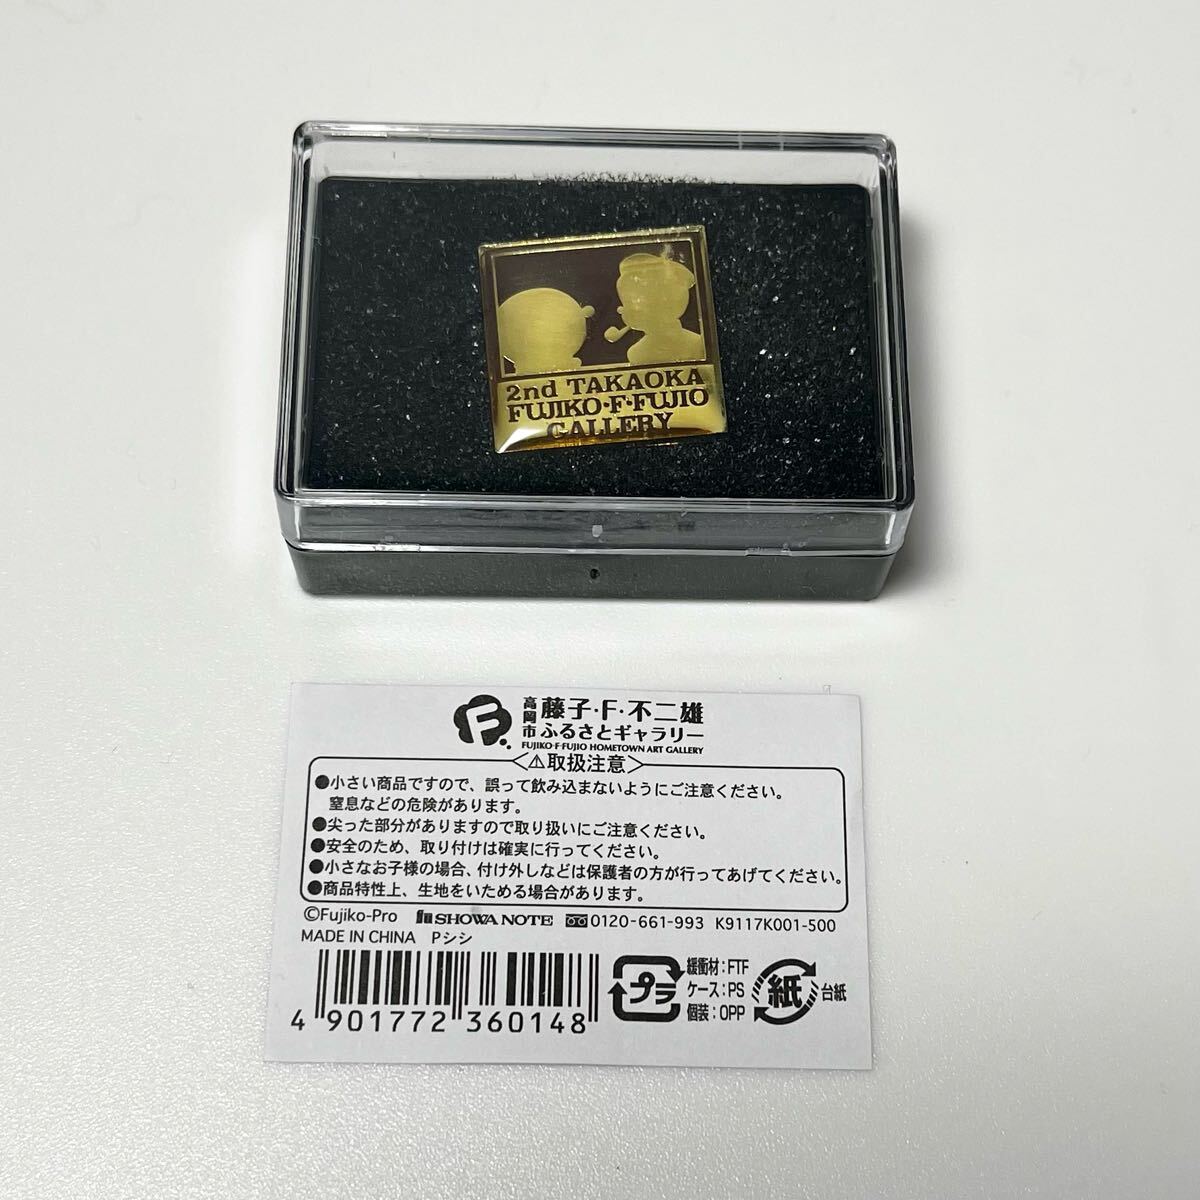 2nd TAKAOKA
FUJIKO·F·FUJIO
GALLERY
高岡市 藤子·F·不二雄
ふるさとギャラリー
FUJIKO·F·FUJIO HOMETOWN ART GALLERY
⚠取扱注意
●小さい商品ですので、誤って飲み込まないようにご注意ください。
窒息などの危険があります。
●尖った部分がありますので取り扱いにご注意ください。
●安全のため、取り付けは確実に行ってください。
●小さなお子様の場合、付け外しなどは保護者の方が行ってあげてください。
●商品特性上、生地をいためる場合があります。
©Fujiko-Pro SHOWA NOTE 0120-661-993 K9117K001-500
MADE IN CHINA Pシシ
4 901772 360148
プラ
緩衝材：FTF
ケース：PS
個装：OPP
紙 台紙